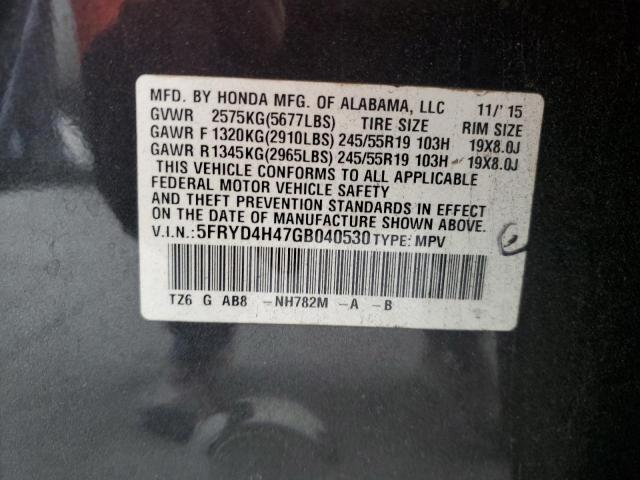 MFD. BY HONDA MFG. OF ALABAMA, LLC 11/'15
GVWR 2575KG(5677LBS) TIRE SIZE RIM SIZE
GAWR F 1320KG(2910LBS) 245/55R19 103H 19X8.0J
GAWR R 1345KG(2965LBS) 245/55R19 103H 19X8.0J
THIS VEHICLE CONFORMS TO ALL APPLICABLE
FEDERAL MOTOR VEHICLE SAFETY
AND THEFT PREVENTION STANDARDS IN EFFECT
ON THE DATE OF MANUFACTURE SHOWN ABOVE.
V.I.N.:5FRYD4H47GB040530 TYPE: MPV
TZ6 G AB8 -NH782M -A -B